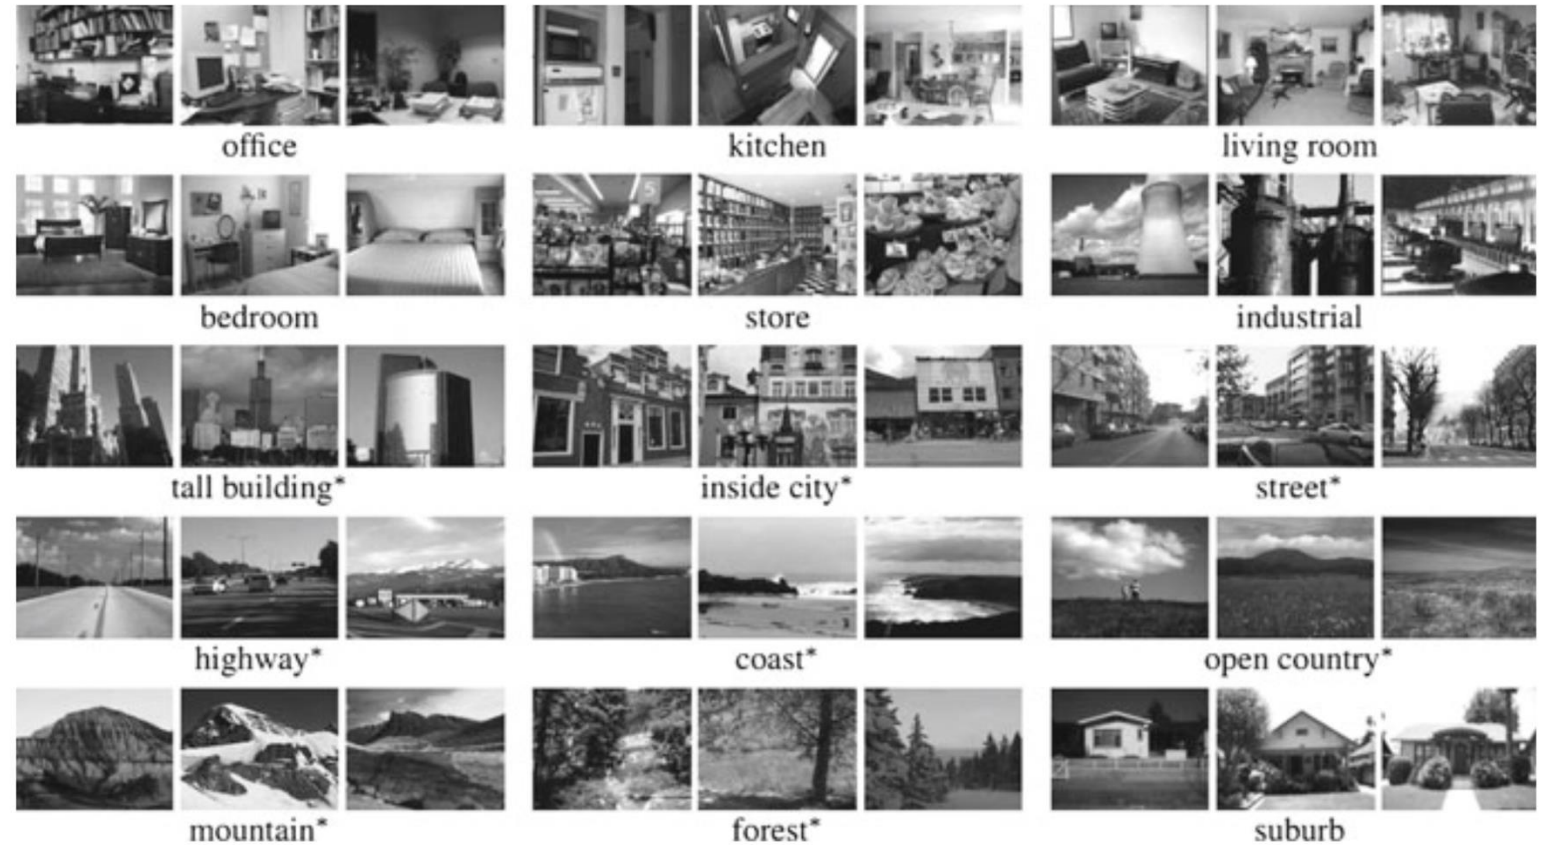 office
kitchen
living room
5
bedroom
store
industrial
tall building*
inside city*
street*
highway*
coast*
open country*
mountain*
forest*
suburb